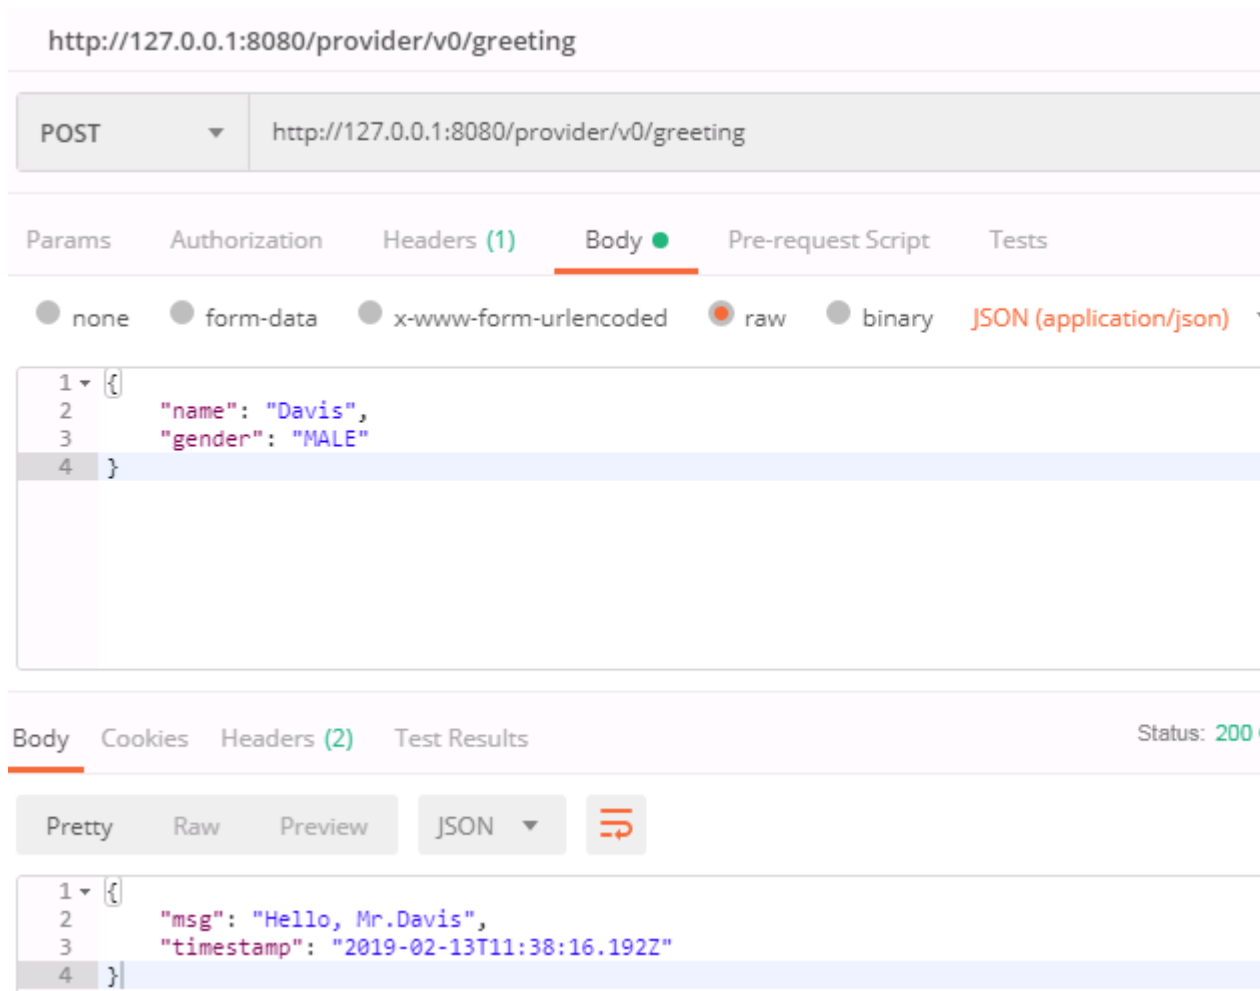 http://127.0.0.1:8080/provider/v0/greeting
POST http://127.0.0.1:8080/provider/v0/greeting
Params Authorization Headers (1) Body Pre-request Script Tests
none form-data x-www-form-urlencoded raw binary JSON (application/json)
1 {
2 "name": "Davis",
3 "gender": "MALE"
4 }
Body Cookies Headers (2) Test Results Status: 200
Pretty Raw Preview JSON
1 {
2 "msg": "Hello, Mr.Davis",
3 "timestamp": "2019-02-13T11:38:16.192Z"
4 }